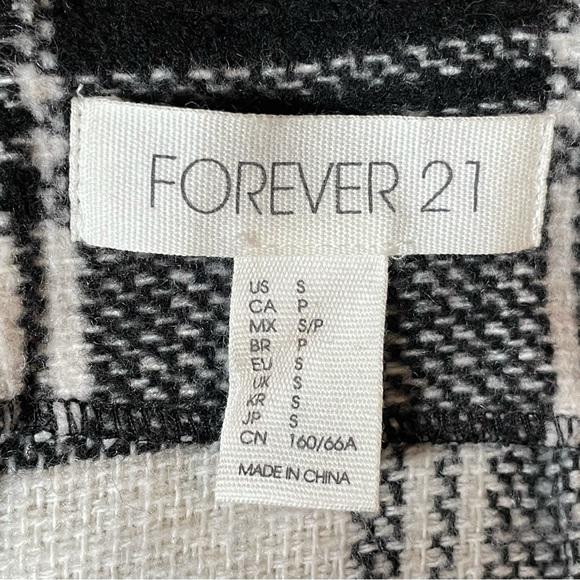 FOREVER 21
US S
CA P
MX S/P
BR P
EU S
UK S
KR S
JP S
CN 160/66A
MADE IN CHINA